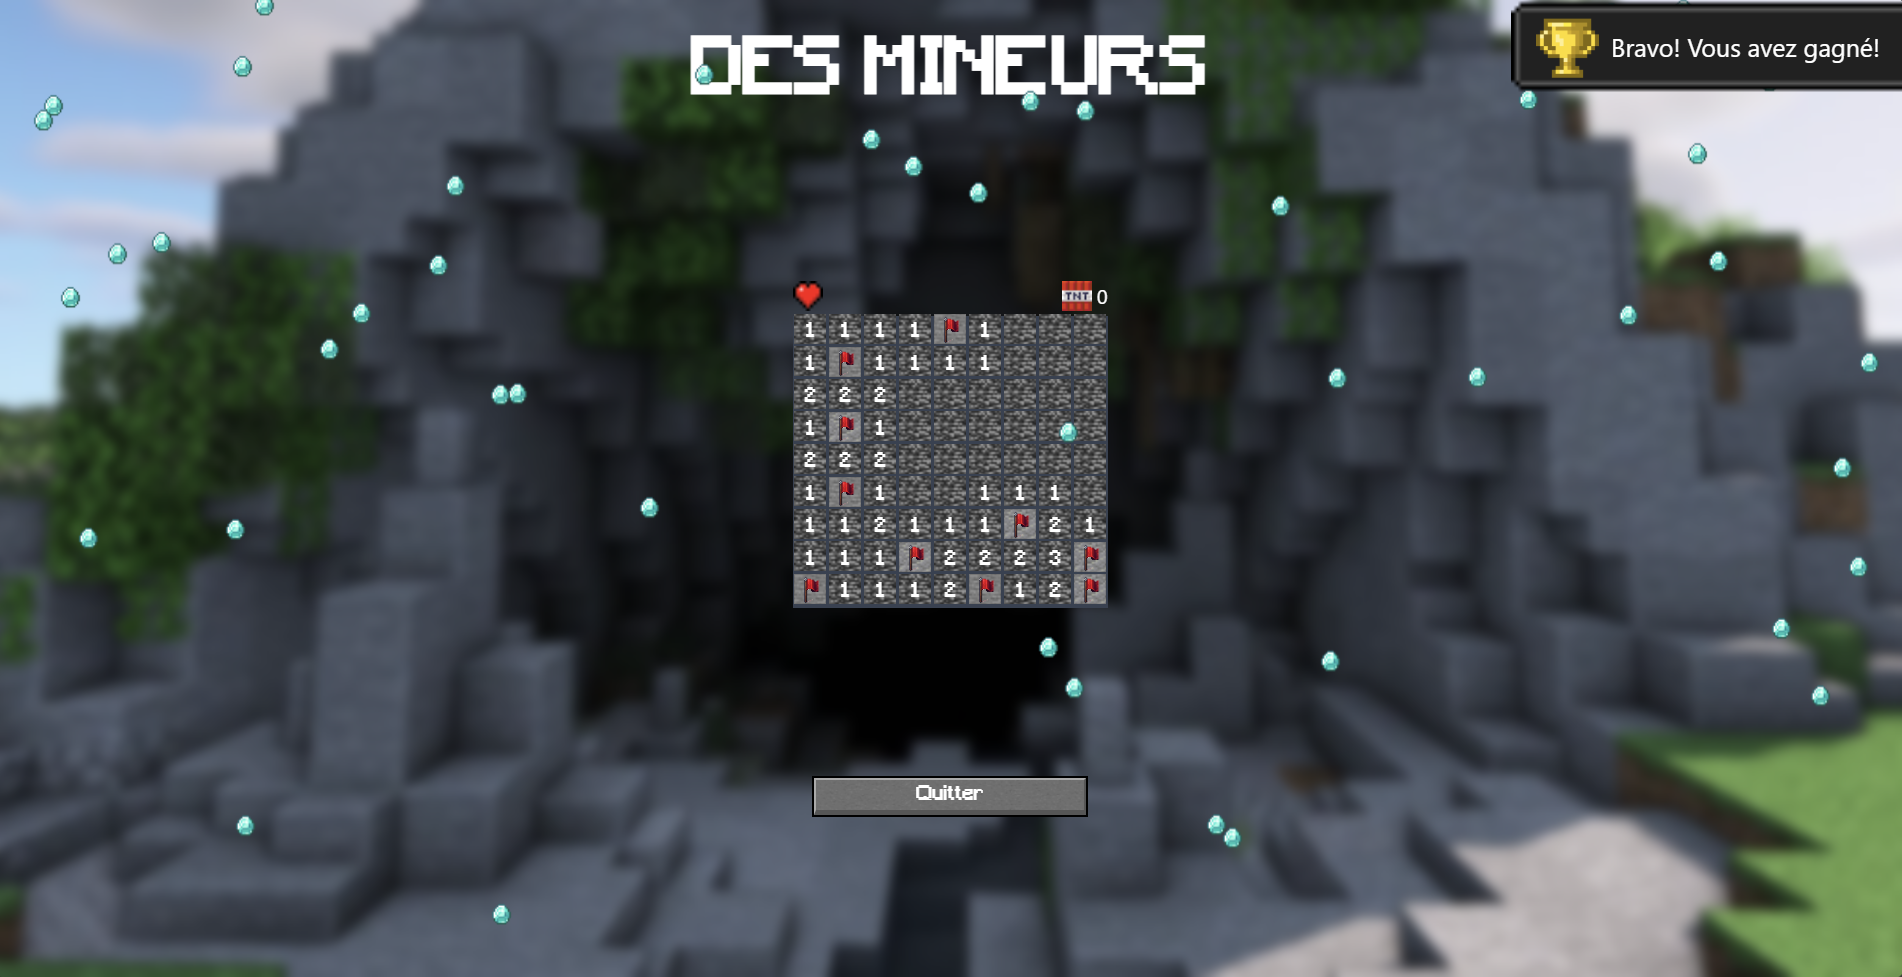 DES MINEURS
Bravo! Vous avez gagné!
TNT 0
1 1 1 1 1
1 1 1 1 1
2 2 2
1 1
2 2 2
1 1 1 1 1
1 1 2 1 1 1 2 1
1 1 1 2 2 2 3
1 1 1 2 1 2
Quitter